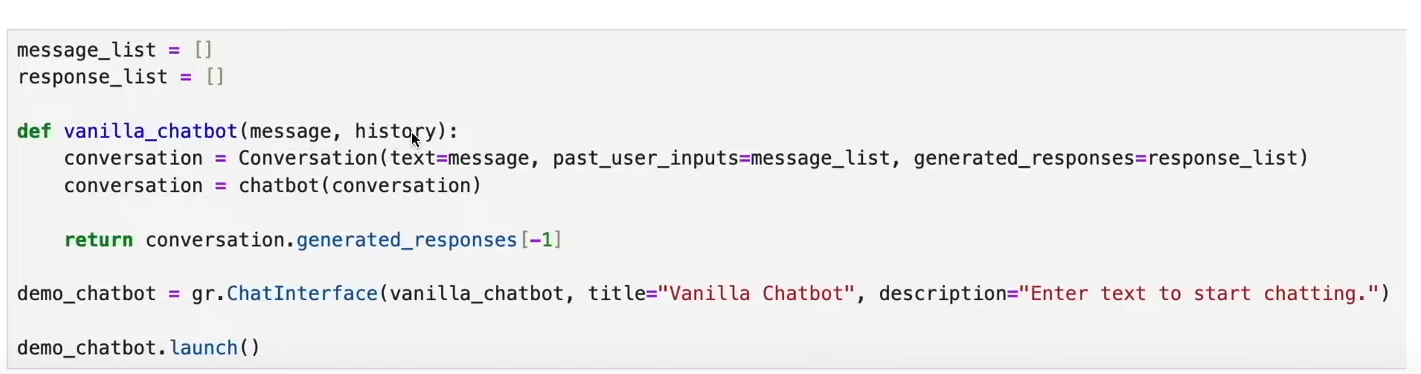 message_list = []
response_list = []
def vanilla_chatbot(message, history):
    conversation = Conversation(text=message, past_user_inputs=message_list, generated_responses=response_list)
    conversation = chatbot(conversation)
    return conversation.generated_responses[-1]
demo_chatbot = gr.ChatInterface(vanilla_chatbot, title="Vanilla Chatbot", description="Enter text to start chatting.")
demo_chatbot.launch()